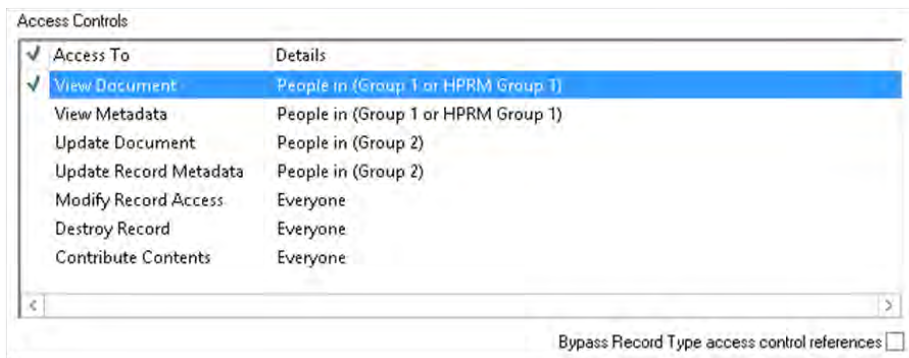 Access Controls
Access To Details
View Document People in (Group 1 or HPRM Group 1)
View Metadata People in (Group 1 or HPRM Group 1)
Update Document People in (Group 2)
Update Record Metadata People in (Group 2)
Modify Record Access Everyone
Destroy Record Everyone
Contribute Contents Everyone
Bypass Record Type access control references